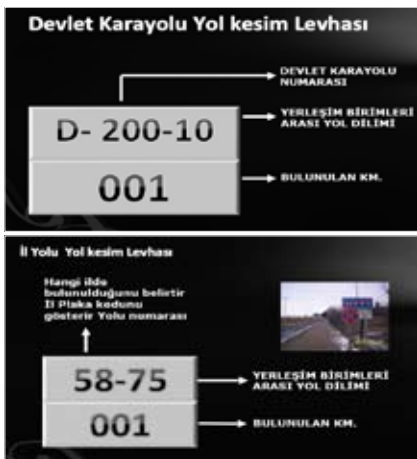 Devlet Karayolu Yol kesim Levhası
DEVLET KARAYOLU
NUMARASI
D- 200-10
YERLEŞİM BİRİMLERİ
ARASI YOL DİLİMİ
001
BULUNULAN KM.
İl Yolu Yol kesim Levhası
Hangi ilde
bulunulduğunu belirtir
İl Plaka kodunu
gösterir Yolu numarası
58-75
YERLEŞİM BİRİMLERİ
ARASI YOL DİLİMİ
001
BULUNULAN KM.